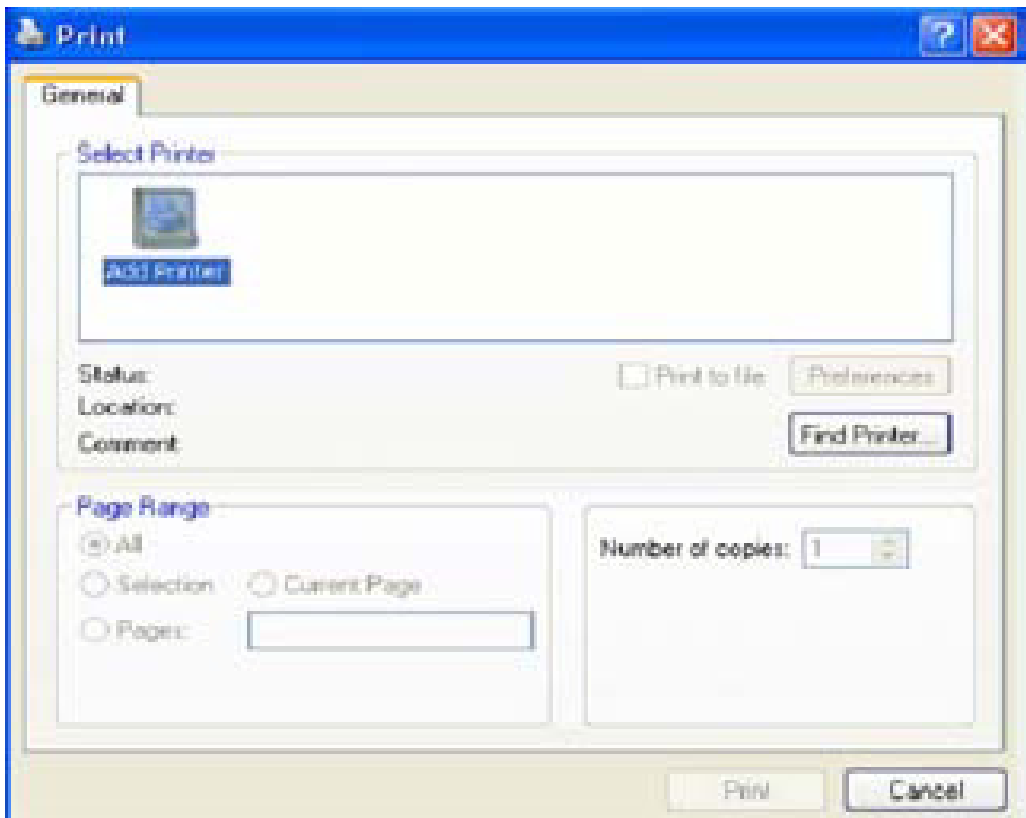 Print
General
Select Printer
Add Printer
Status:
Location:
Comment:
Print to file
Preferences
Find Printer...
Page Range
All
Selection
Current Page
Pages:
Number of copies: 1
Print
Cancel